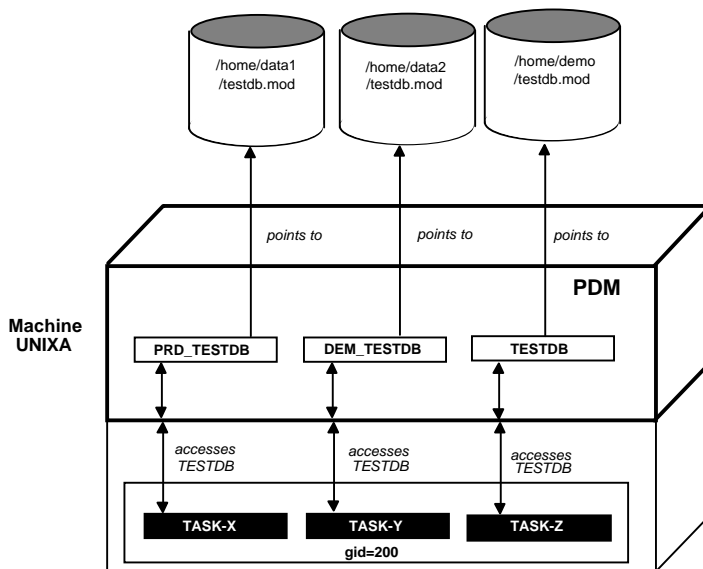 /home/data1
/testdb.mod
/home/data2
/testdb.mod
/home/demo
/testdb.mod
points to
points to
points to
PDM
Machine
UNIXA
PRD_TESTDB
DEM_TESTDB
TESTDB
accesses
TESTDB
accesses
TESTDB
accesses
TESTDB
TASK-X
TASK-Y
TASK-Z
gid=200